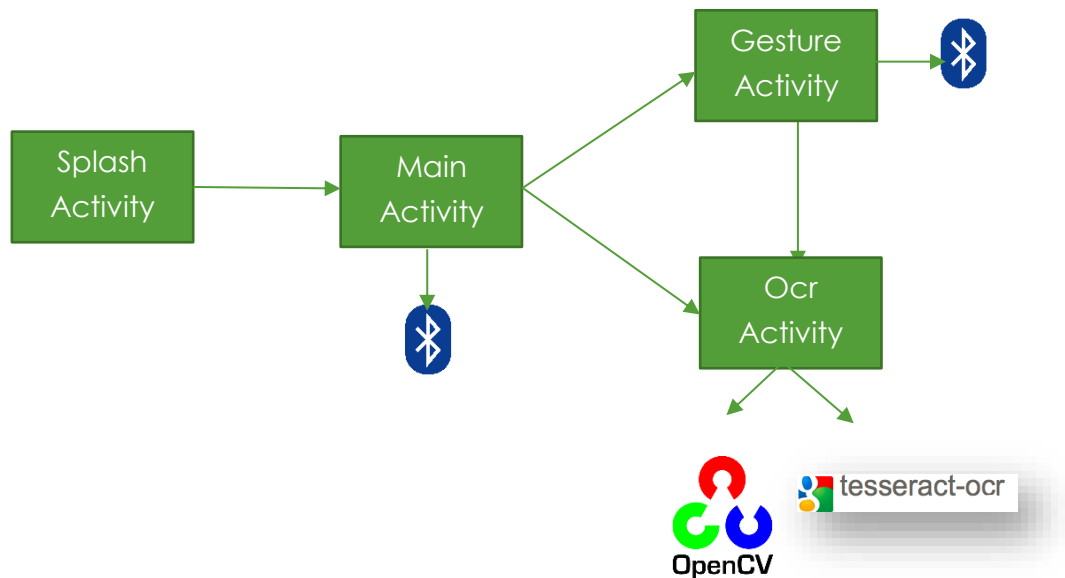 Gesture
Activity
Splash
Activity
Main
Activity
Ocr
Activity
tesseract-ocr
OpenCV